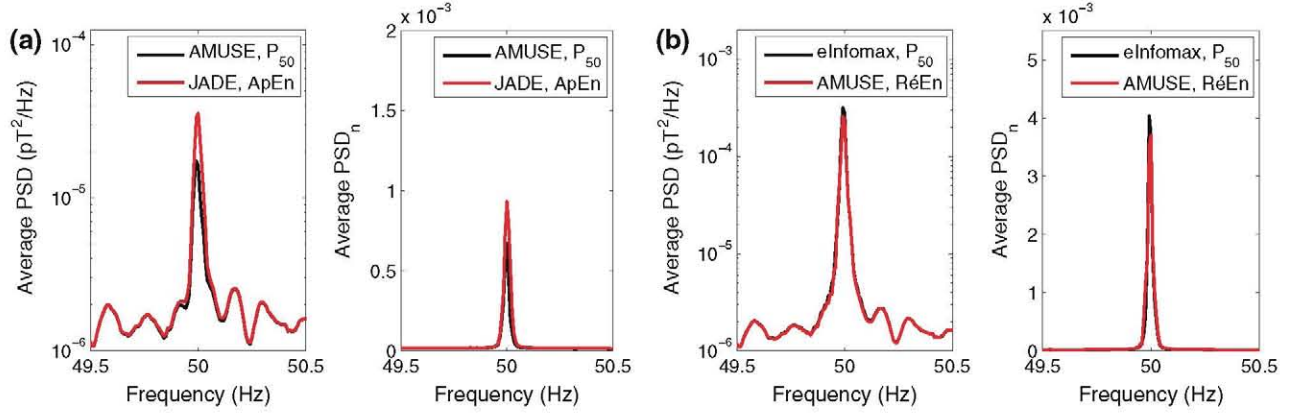 (a)
10⁻⁴
10⁻⁵
10⁻⁶
Average PSD (pT²/Hz)
AMUSE, P₅₀
JADE, ApEn
49.5 50 50.5
Frequency (Hz)
x 10⁻³
2
1.5
1
0.5
0
Average PSDₙ
AMUSE, P₅₀
JADE, ApEn
49.5 50 50.5
Frequency (Hz)
(b)
10⁻³
10⁻⁴
10⁻⁵
10⁻⁶
Average PSD (pT²/Hz)
eInfomax, P₅₀
AMUSE, RéEn
49.5 50 50.5
Frequency (Hz)
x 10⁻³
5
4
3
2
1
0
Average PSDₙ
eInfomax, P₅₀
AMUSE, RéEn
49.5 50 50.5
Frequency (Hz)